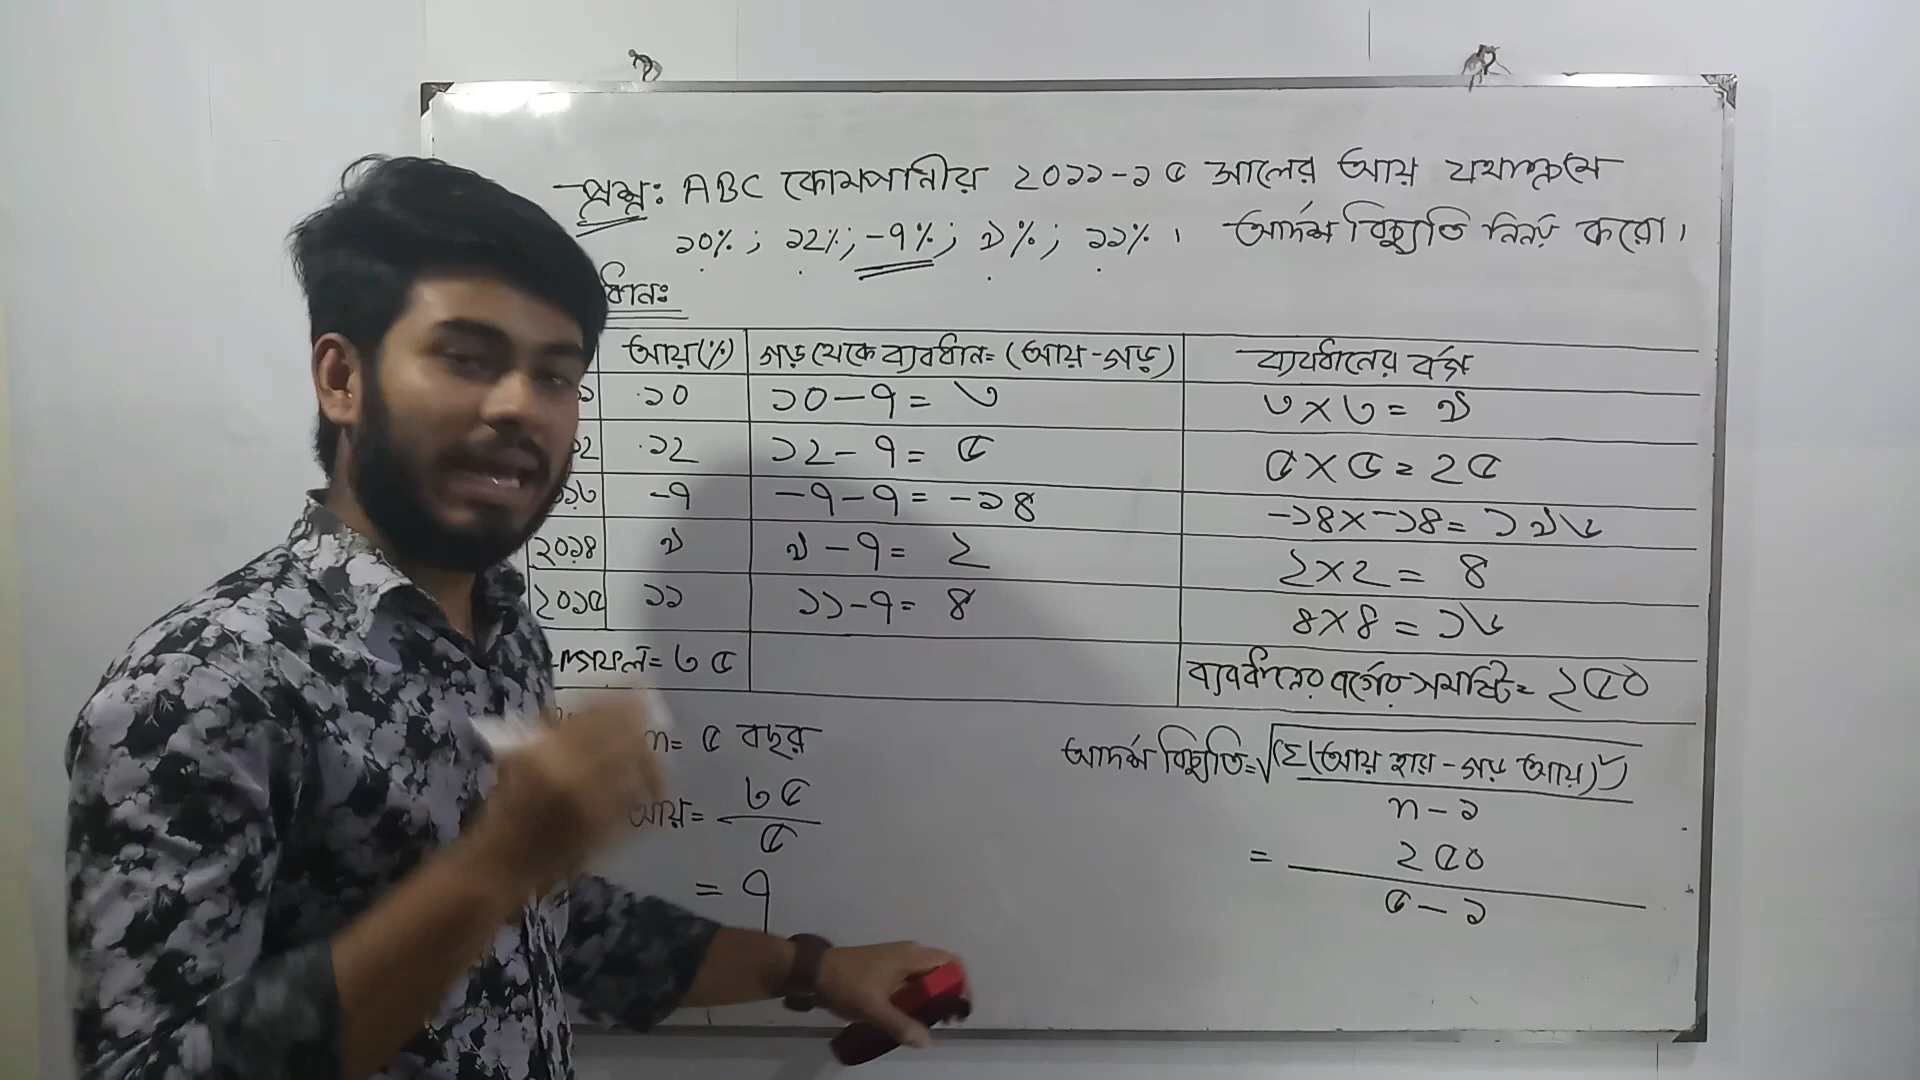 প্রশ্ন: ABC কোম্পানীর ২০১১-১৫ সালের আয় যথাক্রমে
১০%; ১২%; -৭%; ৯%; ১১%। আদর্শ বিচ্যুতি নির্নয় করো।
ধানঃ
আয়(%) গড় থেকে ব্যবধান= (আয়-গড়) ব্যবধানের বর্গ
১০ ১০-৭= ৩ ৩×৩= ৯
১২ ১২-৭= ৫ ৫×৫=২৫
-৭ -৭-৭= -১৪ -১৪×-১৪= ১৯৬
২০১৪ ৯ ৯-৭= ২ ২×২= ৪
২০১৫ ১১ ১১-৭= ৪ ৪×৪= ১৬
যোগফল= ৩৫ ব্যবধানের বর্গের সমষ্টি= ২৫০
n= ৫ বছর
আয়= ৩৫
৫
= ৭
আদর্শ বিচ্যুতি=√(Σ(আয় হার-গড় আয়)²
n-১
= ২৫০
৫-১